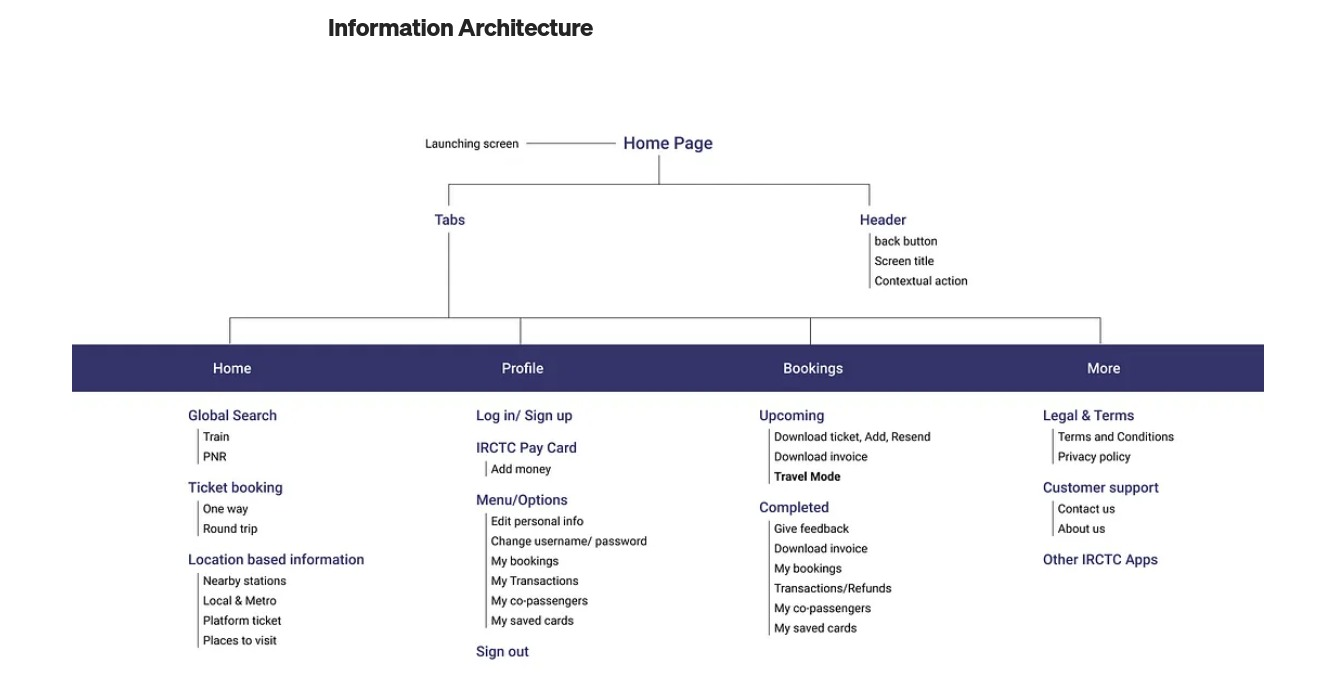 Information Architecture
Launching screen
Home Page
Tabs
Header
back button
Screen title
Contextual action
Home
Profile
Bookings
More
Global Search
Train
PNR
Ticket booking
One way
Round trip
Location based information
Nearby stations
Local & Metro
Platform ticket
Places to visit
Log in/ Sign up
IRCTC Pay Card
Add money
Menu/Options
Edit personal info
Change username/ password
My bookings
My Transactions
My co-passengers
My saved cards
Sign out
Upcoming
Download ticket, Add, Resend
Download invoice
Travel Mode
Completed
Give feedback
Download invoice
My bookings
Transactions/Refunds
My co-passengers
My saved cards
Legal & Terms
Terms and Conditions
Privacy policy
Customer support
Contact us
About us
Other IRCTC Apps